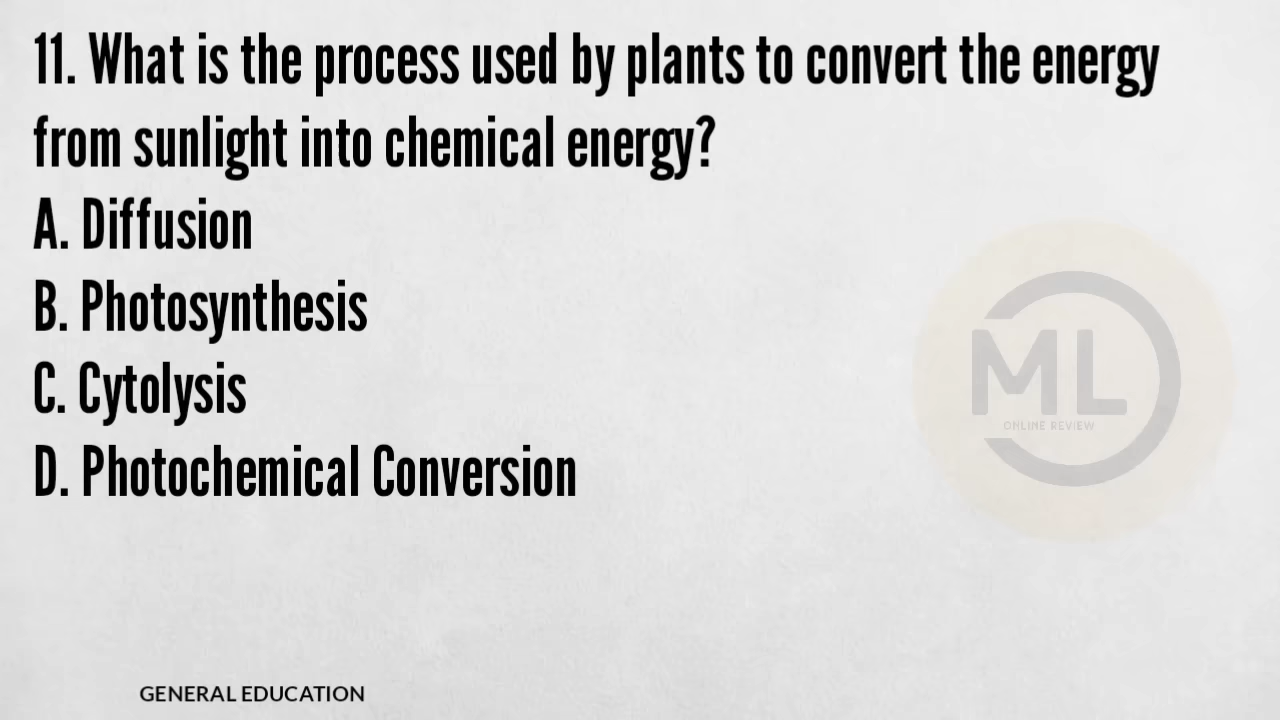 11. What is the process used by plants to convert the energy
from sunlight into chemical energy?
A. Diffusion
B. Photosynthesis
C. Cytolysis
D. Photochemical Conversion
ML
ONLINE REVIEW
GENERAL EDUCATION